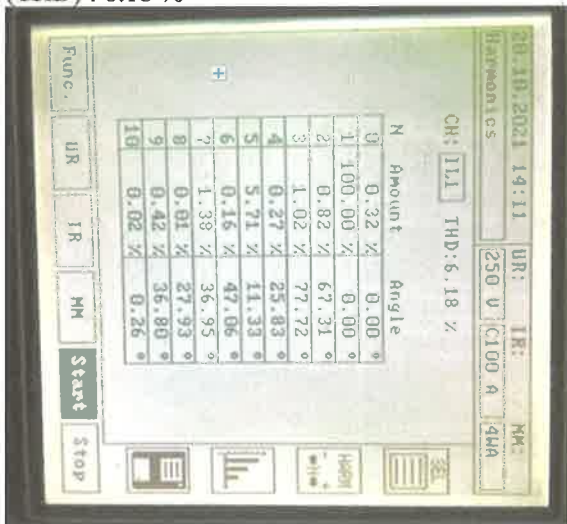 20.10.2021 14:11 UR: IR: MM:
Harmonics 250 V C100 A 4WA
CH: IL1 THD:6.18 %
N Amount Angle
0 0.32 % 0.00 °
1 100.00 % 0.00 °
2 0.82 % 67.31 °
3 1.02 % 77.72 °
4 0.27 % 25.83 °
5 5.71 % 11.33 °
6 0.16 % 47.06 °
7 1.38 % 36.95 °
8 0.01 % 27.93 °
9 0.42 % 36.80 °
10 0.02 % 0.26 °
SEL
HARM
Func. UR IR MM Start Stop